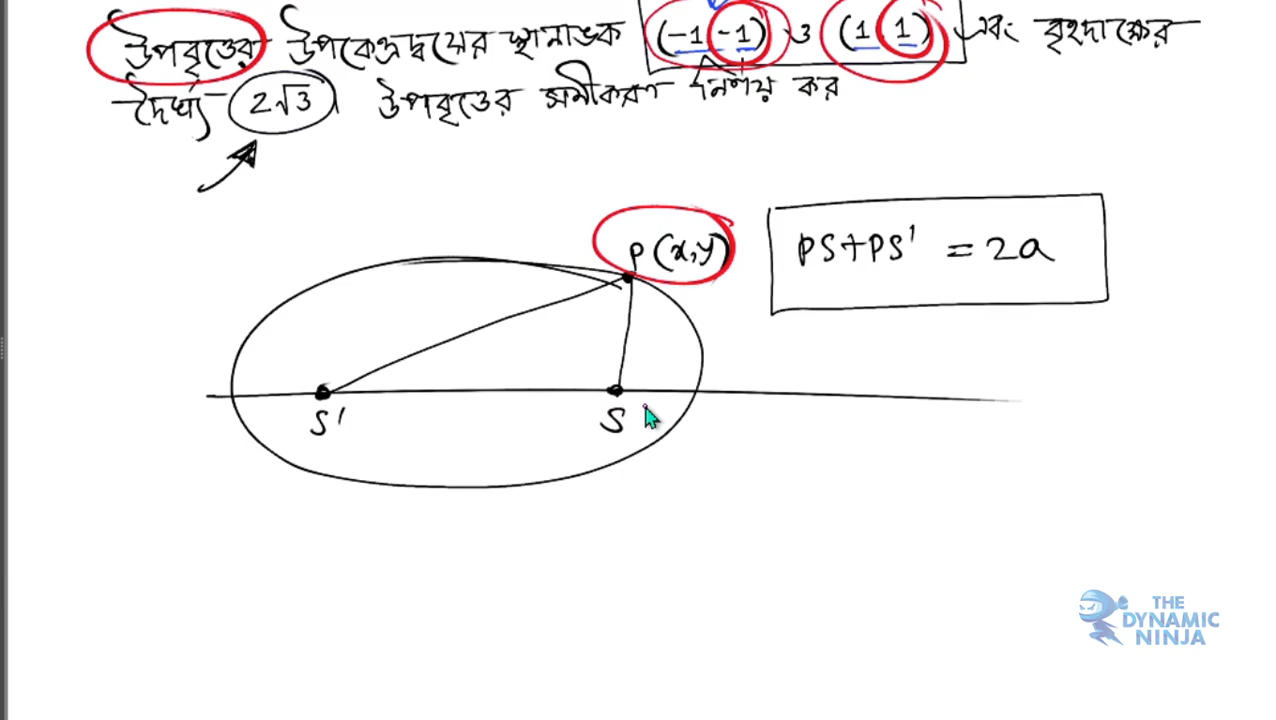 উপবৃত্তের উপকেন্দ্রদ্বয়ের স্থানাঙ্ক (-1 -1) ও (1 1) এবং বৃহদাক্ষের
দৈর্ঘ্য 2√3। উপবৃত্তের সমীকরণ নির্ণয় কর
P(x,y)
PS+PS' = 2a
S'
S
THE
DYNAMIC
NINJA